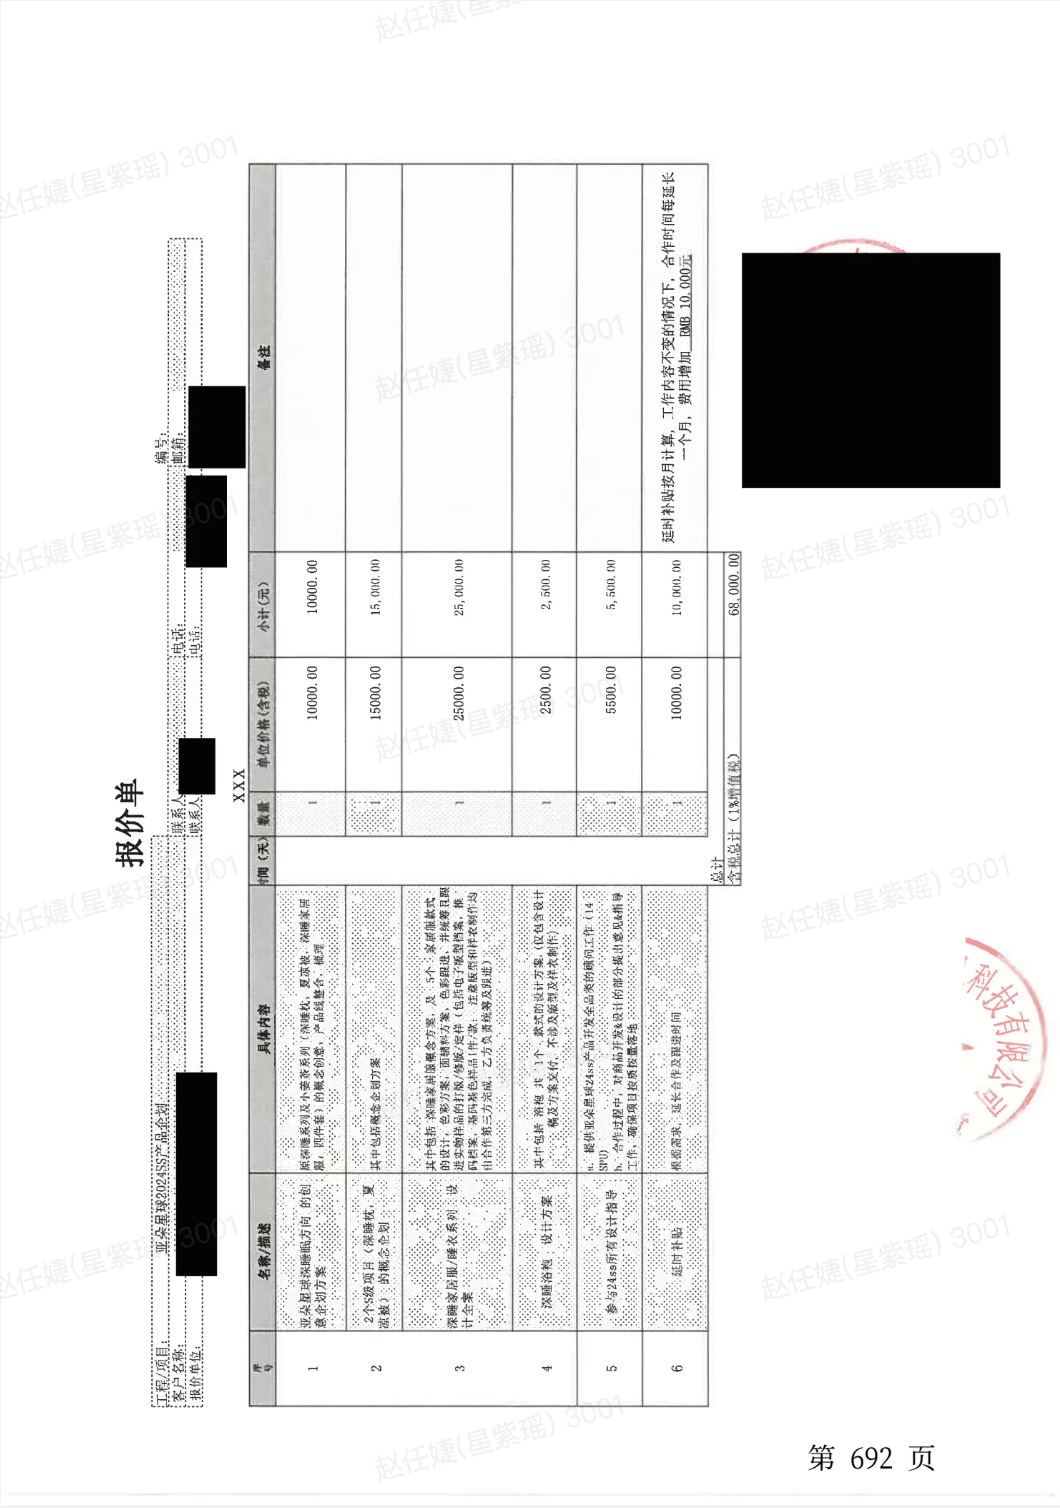 报价单
工程/项目: 亚朵星球2024SS产品企划
编号:
客户名称: 联系人 电话: 邮箱:
报价单位: 联系人 电话:
XXX
序号 名称/描述 具体内容 时间（天） 数量 单位价格(含税) 小计(元) 备注
1 亚朵星球深睡眠方向 的创意企划方案
原深睡系列及小姜茶系列（深睡枕，夏凉被，深睡家居服，四件套）的概念创意，产品线整合，梳理
1 10000.00 10000.00
2 2个S级项目（深睡枕，夏凉被） 的概念企划
其中包括概念企划方案
1 15000.00 15,000.00
3 深睡家居服/睡衣系列 设计全案
其中包括 深睡家居服概念方案，及 5个 家居服款式的设计，色彩方案，面辅料方案，色彩跟进，并统筹且跟进实物样品的打版/修版/定样（包括电子版型档案，推码档案，基码基色样品1件/款； 注意版型和样衣制作均由合作第三方完成，乙方负责统筹及跟进）
1 25000.00 25,000.00
4 深睡浴袍 设计方案
其中包括 浴袍 共 1个 款式的设计方案，（仅包含设计稿及方案交付，不涉及版型及样衣制作）
1 2500.00 2,500.00
5 参与24ss所有设计指导
a. 提供亚朵星球24ss产品开发全品类的顾问工作（14 SPU）
b. 合作过程中，对商品开发&设计的部分提出意见&指导工作，确保项目按质按量落地
1 5500.00 5,500.00
6 延时补贴
根据需求，延长合作及跟进时间
1 10000.00 10,000.00
延时补贴按月计算，工作内容不变的情况下，合作时间每延长
一个月，费用增加 RMB 10,000元
总计
含税总计（1%增值税） 68,000.00
科技有限公司
第 692 页
赵任婕(星紫瑶) 3001